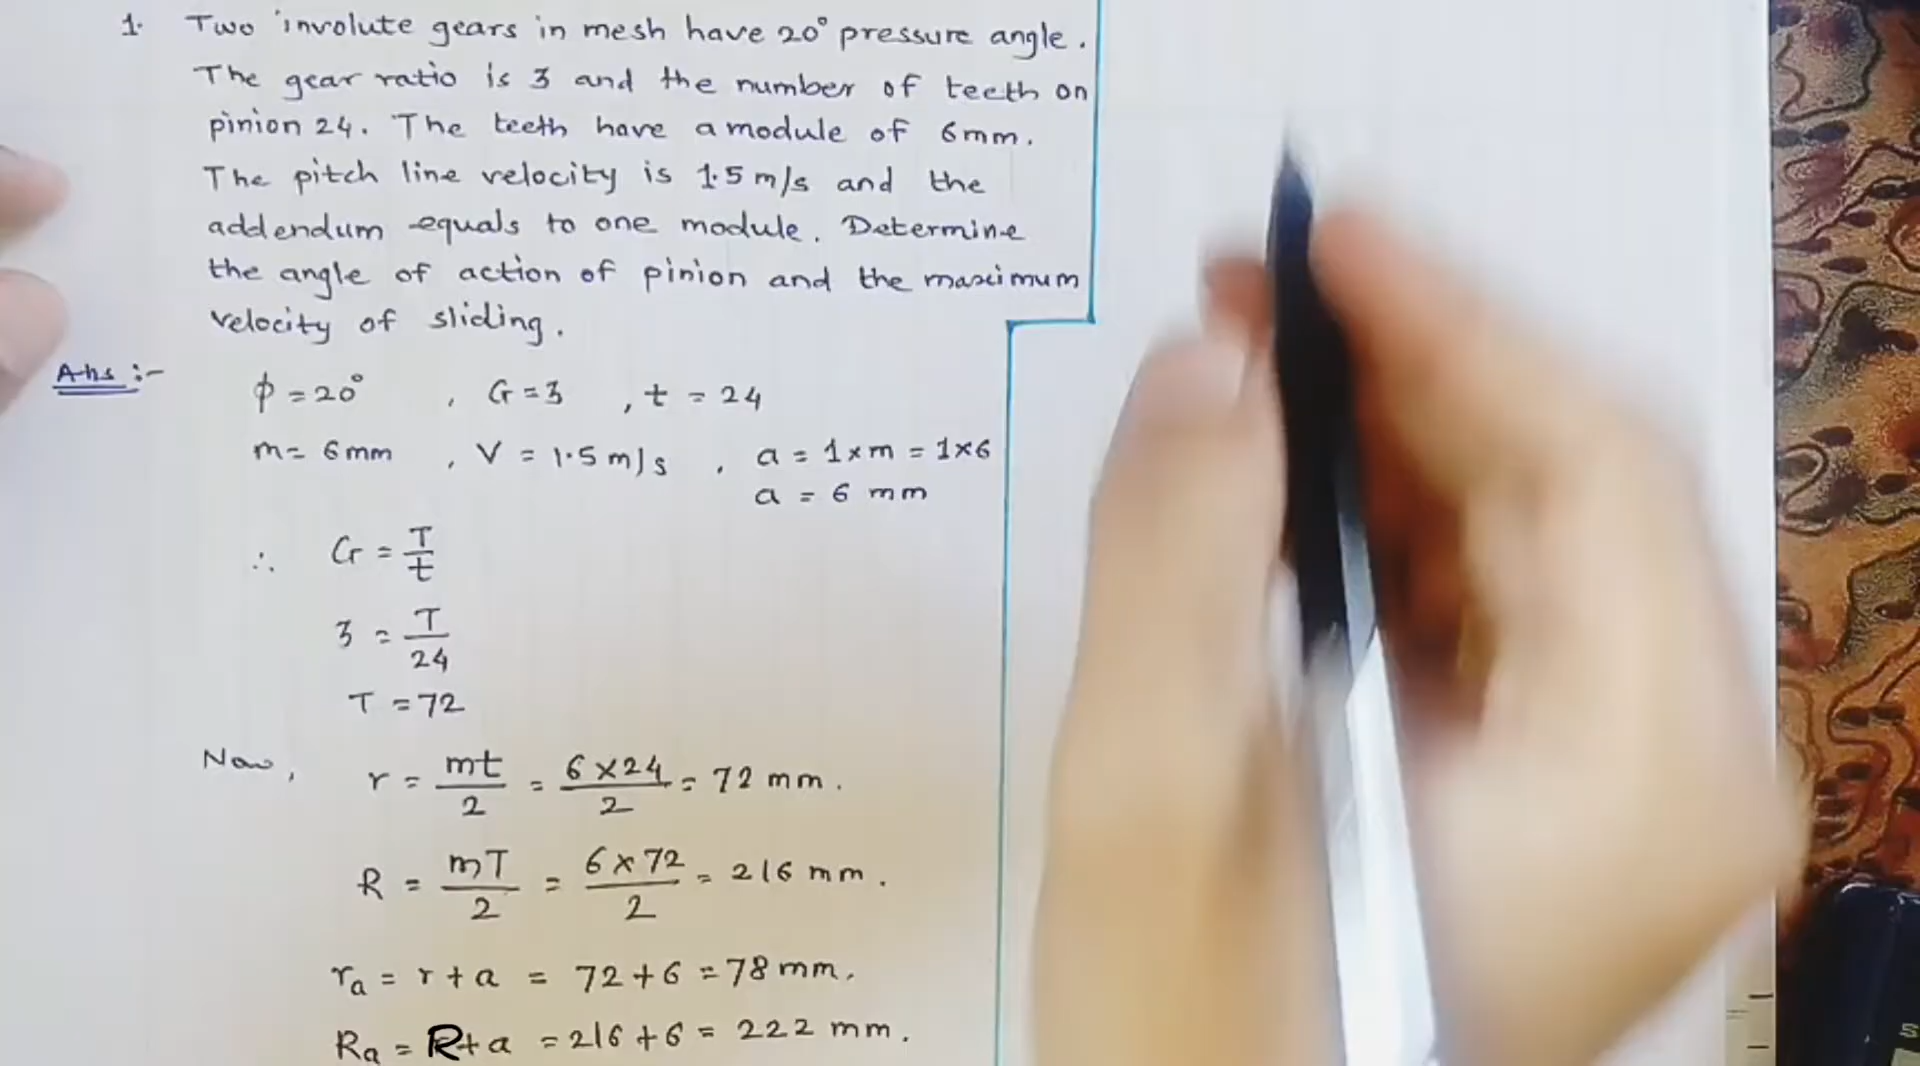 1. Two involute gears in mesh have 20° pressure angle.
The gear ratio is 3 and the number of teeth on
pinion 24. The teeth have a module of 6mm.
The pitch line velocity is 1.5 m/s and the
addendum equals to one module. Determine
the angle of action of pinion and the maximum
velocity of sliding.
Ans :-
ϕ = 20° , G = 3 , t = 24
m = 6mm , V = 1.5 m/s , a = 1×m = 1×6
a = 6 mm
∴ G = T/t
3 = T/24
T = 72
Now, r = mt/2 = 6×24/2 = 72 mm.
R = mT/2 = 6×72/2 = 216 mm.
ra = r + a = 72+6 = 78 mm.
Ra = R+a = 216+6 = 222 mm.